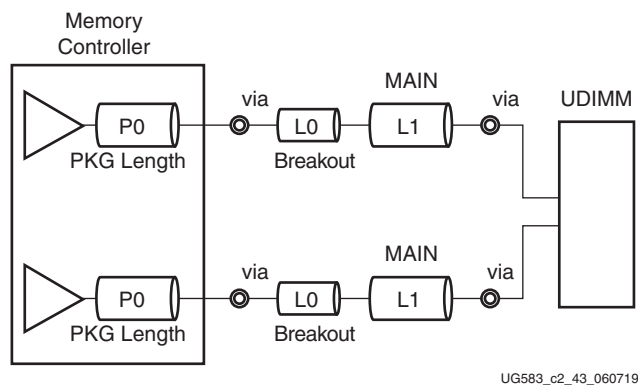 Memory
Controller
via
MAIN
via
UDIMM
P0
L0
L1
PKG Length
Breakout
MAIN
via
via
P0
L0
L1
PKG Length
Breakout
UG583_c2_43_060719